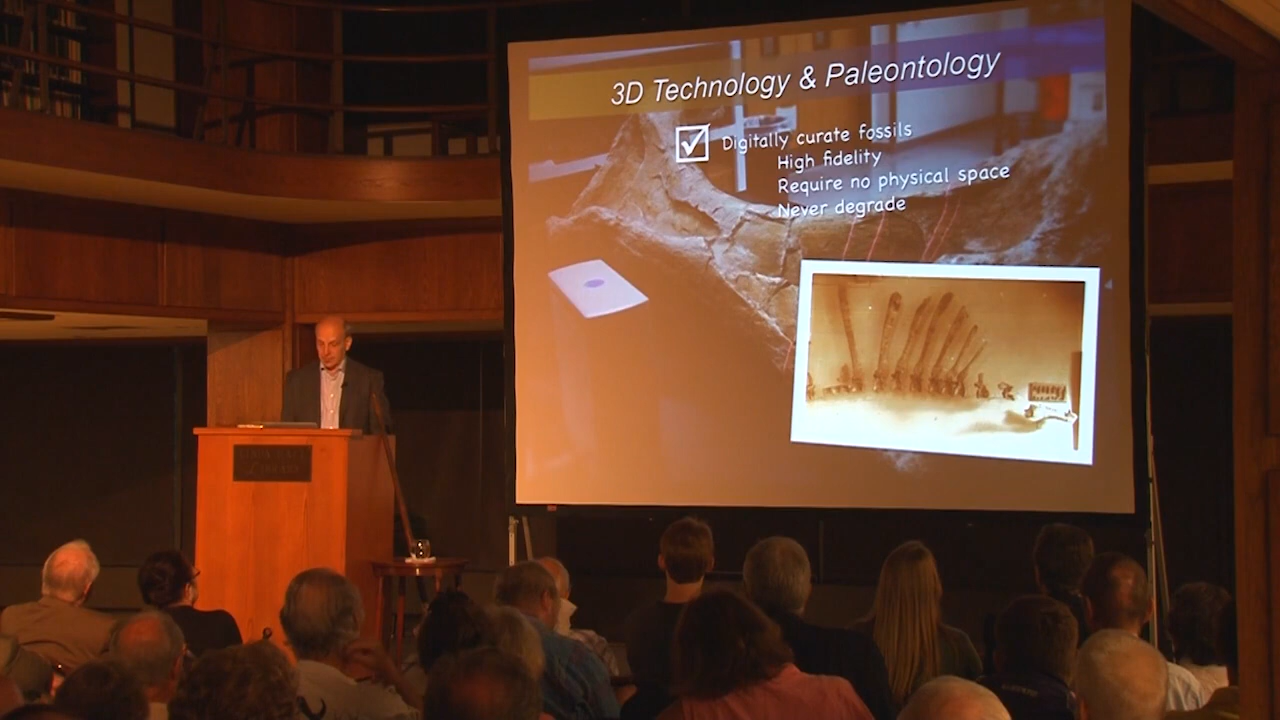 3D Technology & Paleontology
Digitally curate fossils
High fidelity
Require no physical space
Never degrade